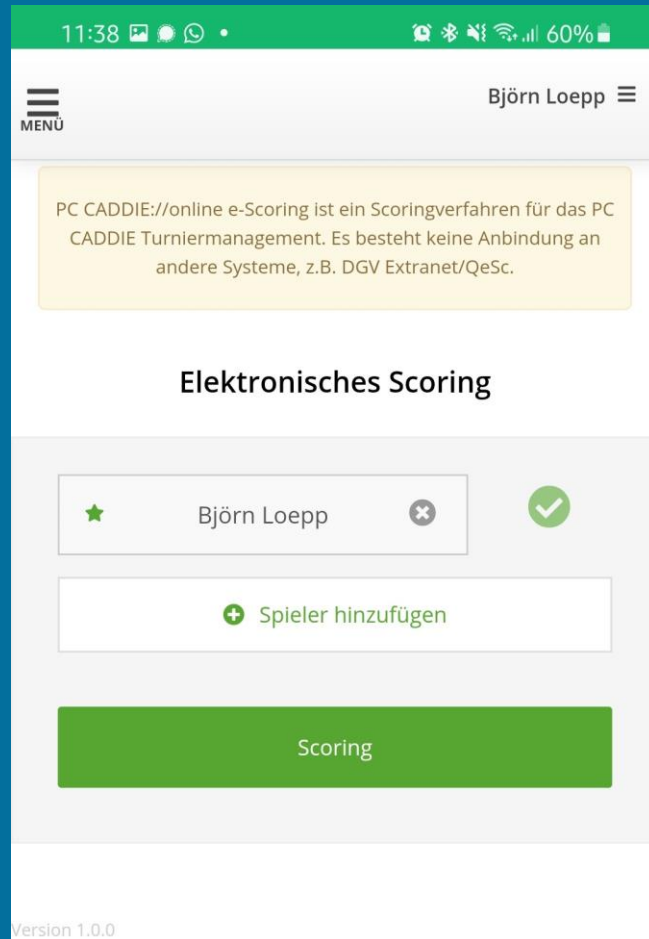 11:38 60%
MENÜ
Björn Loepp
PC CADDIE://online e-Scoring ist ein Scoringverfahren für das PC
CADDIE Turniermanagement. Es besteht keine Anbindung an
andere Systeme, z.B. DGV Extranet/QeSc.
Elektronisches Scoring
Björn Loepp
Spieler hinzufügen
Scoring
Version 1.0.0